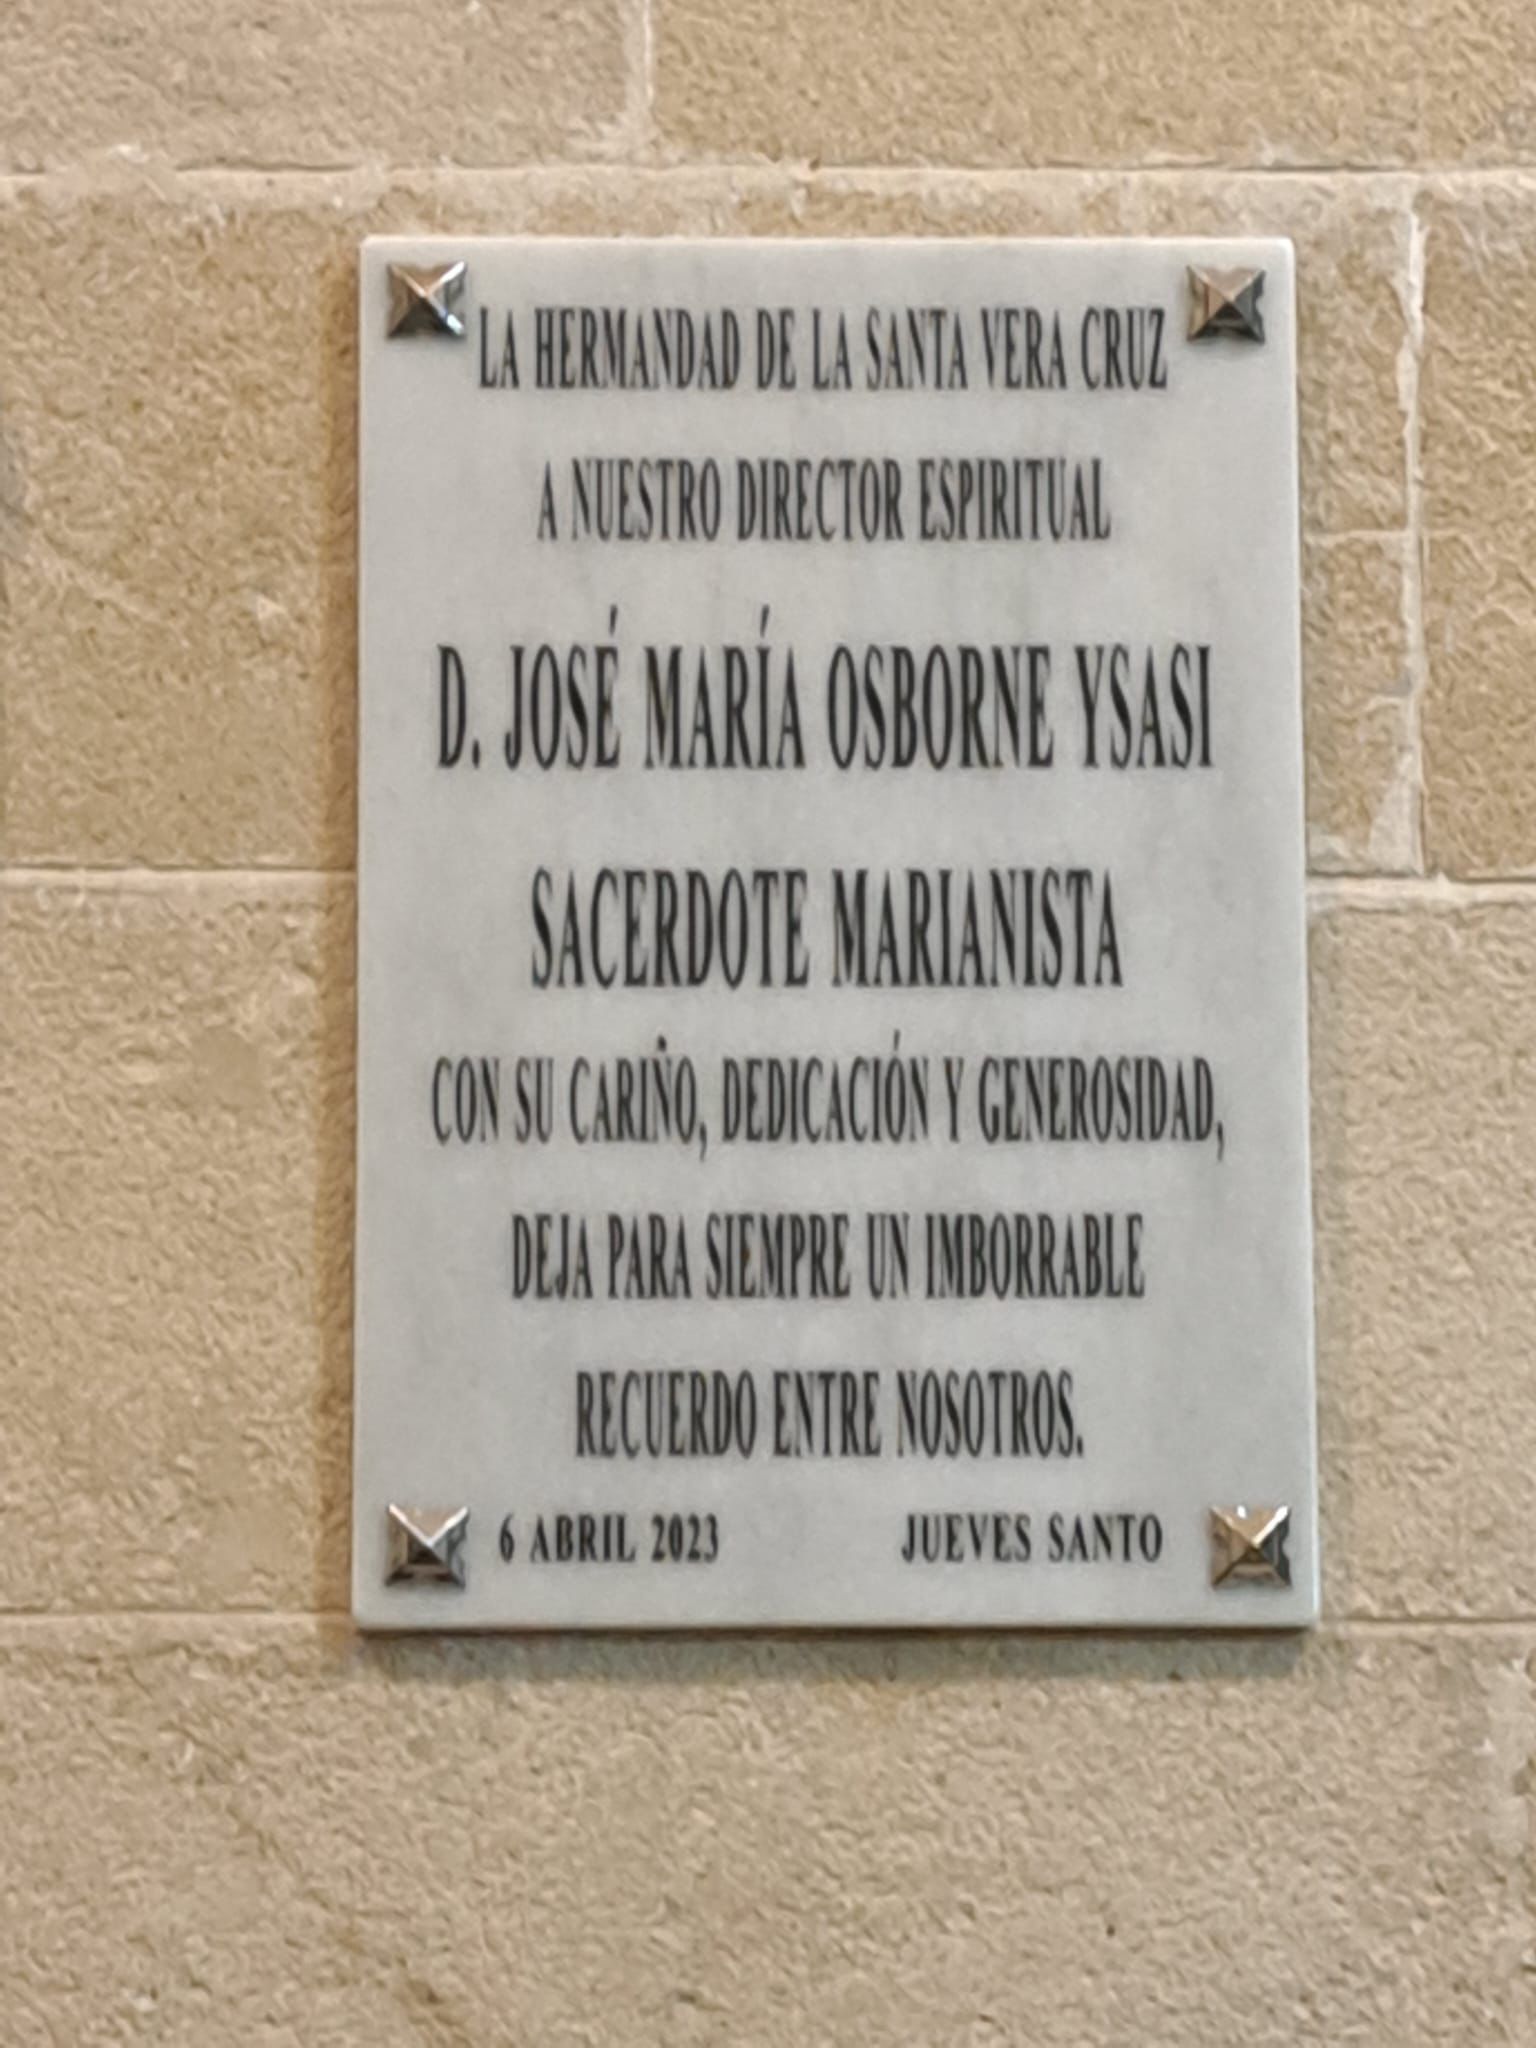 LA HERMANDAD DE LA SANTA VERA CRUZ
A NUESTRO DIRECTOR ESPIRITUAL
D. JOSÉ MARÍA OSBORNE YSASI
SACERDOTE MARIANISTA
CON SU CARIÑO, DEDICACIÓN Y GENEROSIDAD,
DEJA PARA SIEMPRE UN IMBORRABLE
RECUERDO ENTRE NOSOTROS.
6 ABRIL 2023 JUEVES SANTO